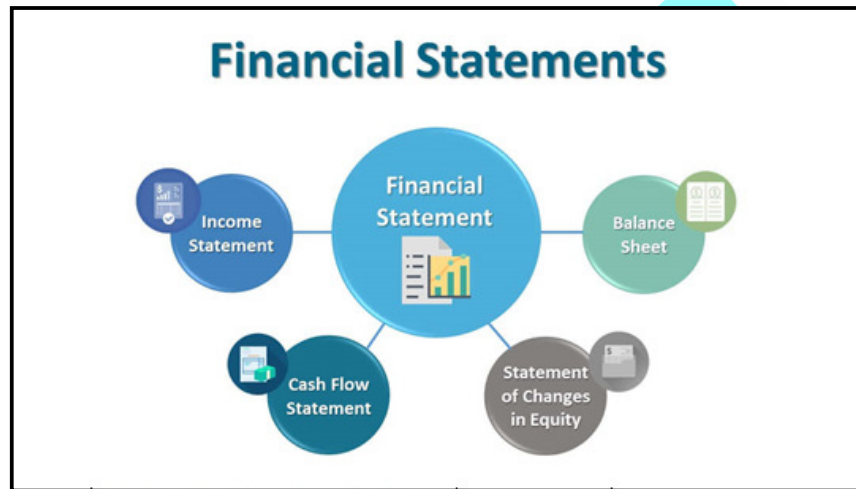 Financial Statements
Financial
Statement
Income
Statement
Balance
Sheet
Cash Flow
Statement
Statement
of Changes
in Equity